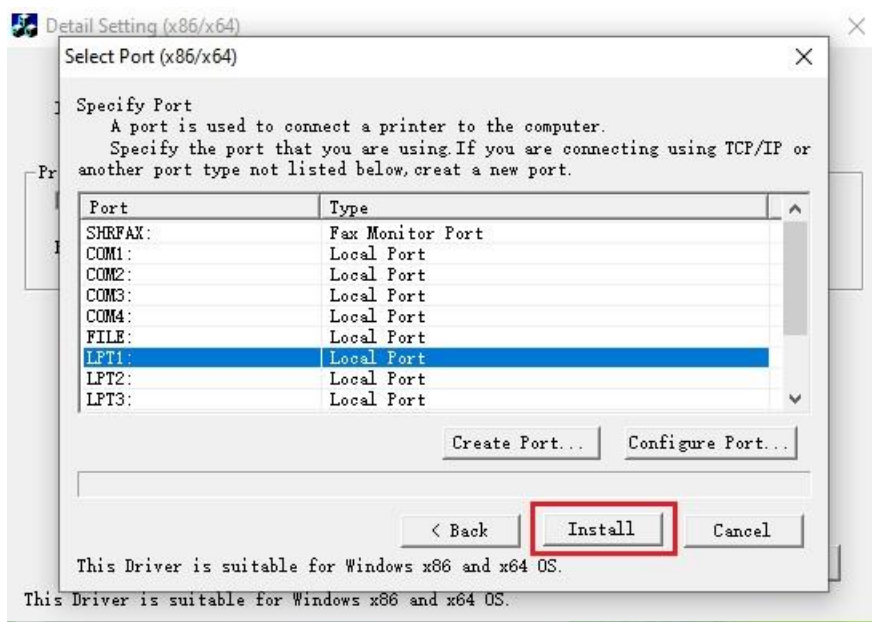 Detail Setting (x86/x64)
Select Port (x86/x64)
Specify Port
A port is used to connect a printer to the computer.
Specify the port that you are using.If you are connecting using TCP/IP or
another port type not listed below,creat a new port.
Pr
Port Type
SHRFAX: Fax Monitor Port
COM1: Local Port
COM2: Local Port
COM3: Local Port
COM4: Local Port
FILE: Local Port
LPT1: Local Port
LPT2: Local Port
LPT3: Local Port
Create Port... Configure Port...
< Back Install Cancel
This Driver is suitable for Windows x86 and x64 OS.
This Driver is suitable for Windows x86 and x64 OS.